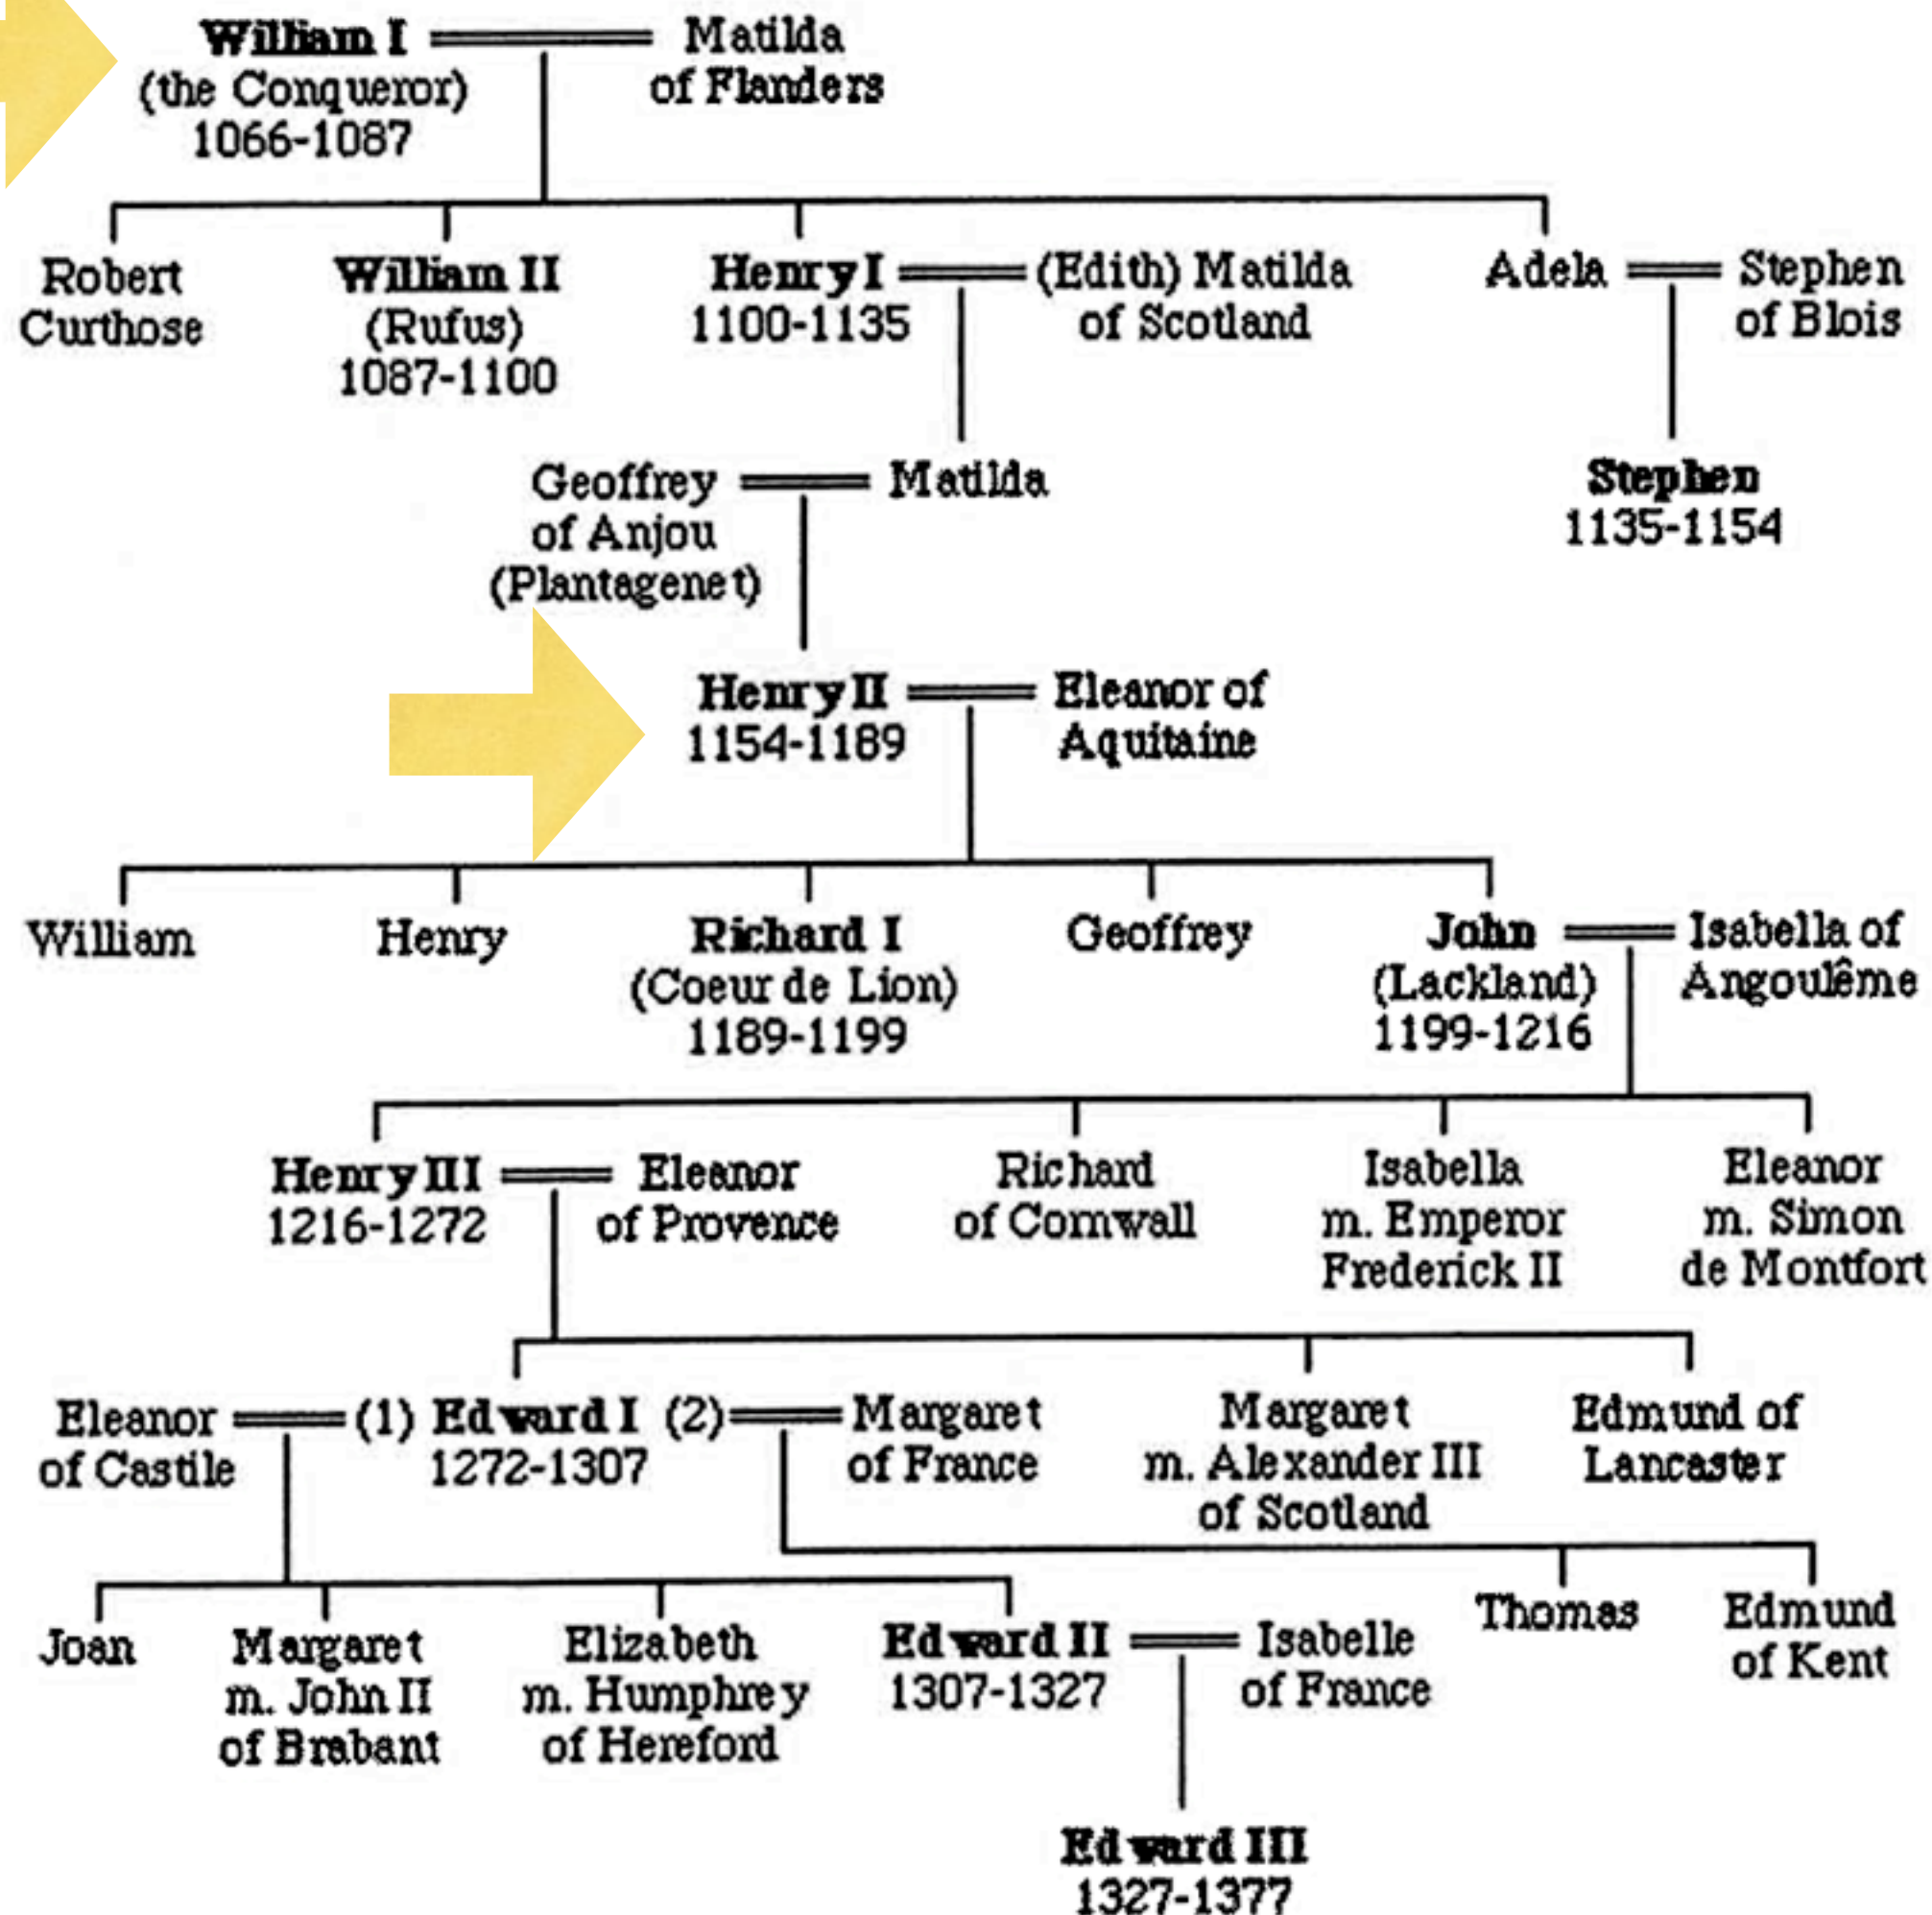 William I
(the Conqueror)
1066-1087
Matilda
of Flanders
Robert
Curthose
William II
(Rufus)
1087-1100
Henry I
1100-1135
(Edith) Matilda
of Scotland
Adela
Stephen
of Blois
Geoffrey
of Anjou
(Plantagenet)
Matilda
Stephen
1135-1154
Henry II
1154-1189
Eleanor of
Aquitaine
William
Henry
Richard I
(Coeur de Lion)
1189-1199
Geoffrey
John
(Lackland)
1199-1216
Isabella of
Angoulême
Henry III
1216-1272
Eleanor
of Provence
Richard
of Cornwall
Isabella
m. Emperor
Frederick II
Eleanor
m. Simon
de Montfort
Eleanor
of Castile
(1) Edward I (2)
1272-1307
Margaret
of France
Margaret
m. Alexander III
of Scotland
Edmund of
Lancaster
Joan
Margaret
m. John II
of Brabant
Elizabeth
m. Humphrey
of Hereford
Edward II
1307-1327
Isabelle
of France
Thomas
Edmund
of Kent
Edward III
1327-1377